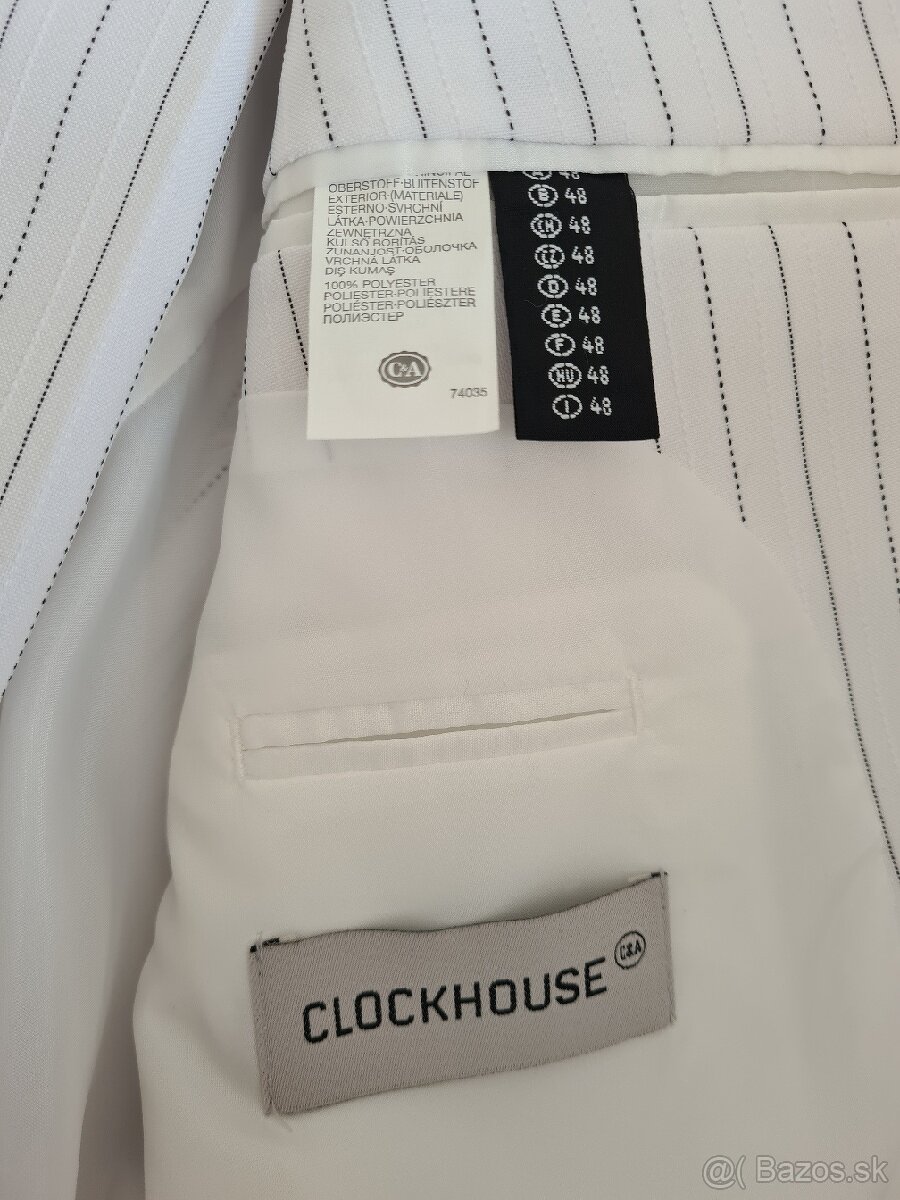 OBERSTOFF·BUITENSTOF
EXTERIOR·(MATERIALE)
ESTERNO·SVRCHNÍ
LÁTKA·POWIERZCHNIA
ZEWNĘTRZNA
KÜLSŐ BORÍTÁS
ZUNANJOST·ОБОЛОЧКА
VRCHNÁ LÁTKA
DIŞ KUMAŞ
100% POLYESTER
POLIESTER·POLIESTERE
POLIÉSTER·POLIÉSZTER
ПОЛИЭСТЕР
C&A
74035
A 48
B 48
CH 48
CZ 48
D 48
E 48
F 48
HU 48
I 48
CLOCKHOUSE C&A
@( Bazos.sk